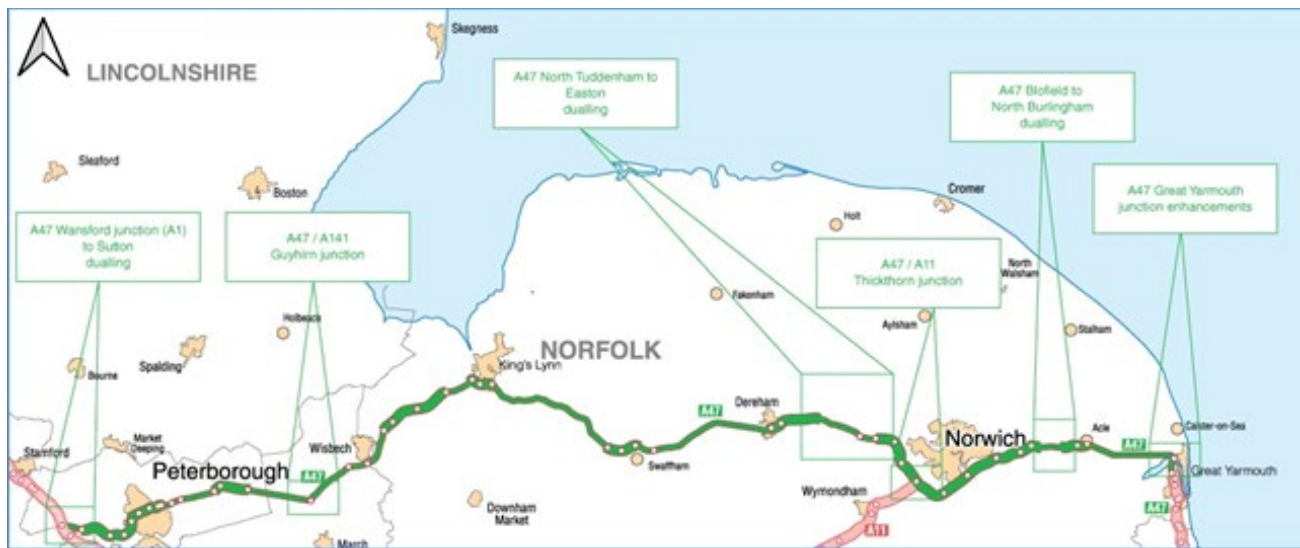 Skegness
LINCOLNSHIRE
A47 North Tuddenham to
Easton
dualling
A47 Blofield to
North Burlingham
dualling
Sleaford
Boston
Cromer
A47 Great Yarmouth
junction enhancements
A47 Wansford junction (A1)
to Sutton
dualling
A47 / A141
Guyhirn junction
Holt
A47 / A11
Thickthorn junction
North
Walsham
Fakenham
Holbeach
Aylsham
Stalham
NORFOLK
King's Lynn
Spalding
Bourne
Dereham
A47
Market
Deeping
Wisbech
Norwich
Acle
A47
Caister-on-Sea
Stamford
Peterborough
A47
Swaffham
Great Yarmouth
Wymondham
A47
Downham
Market
A11
March